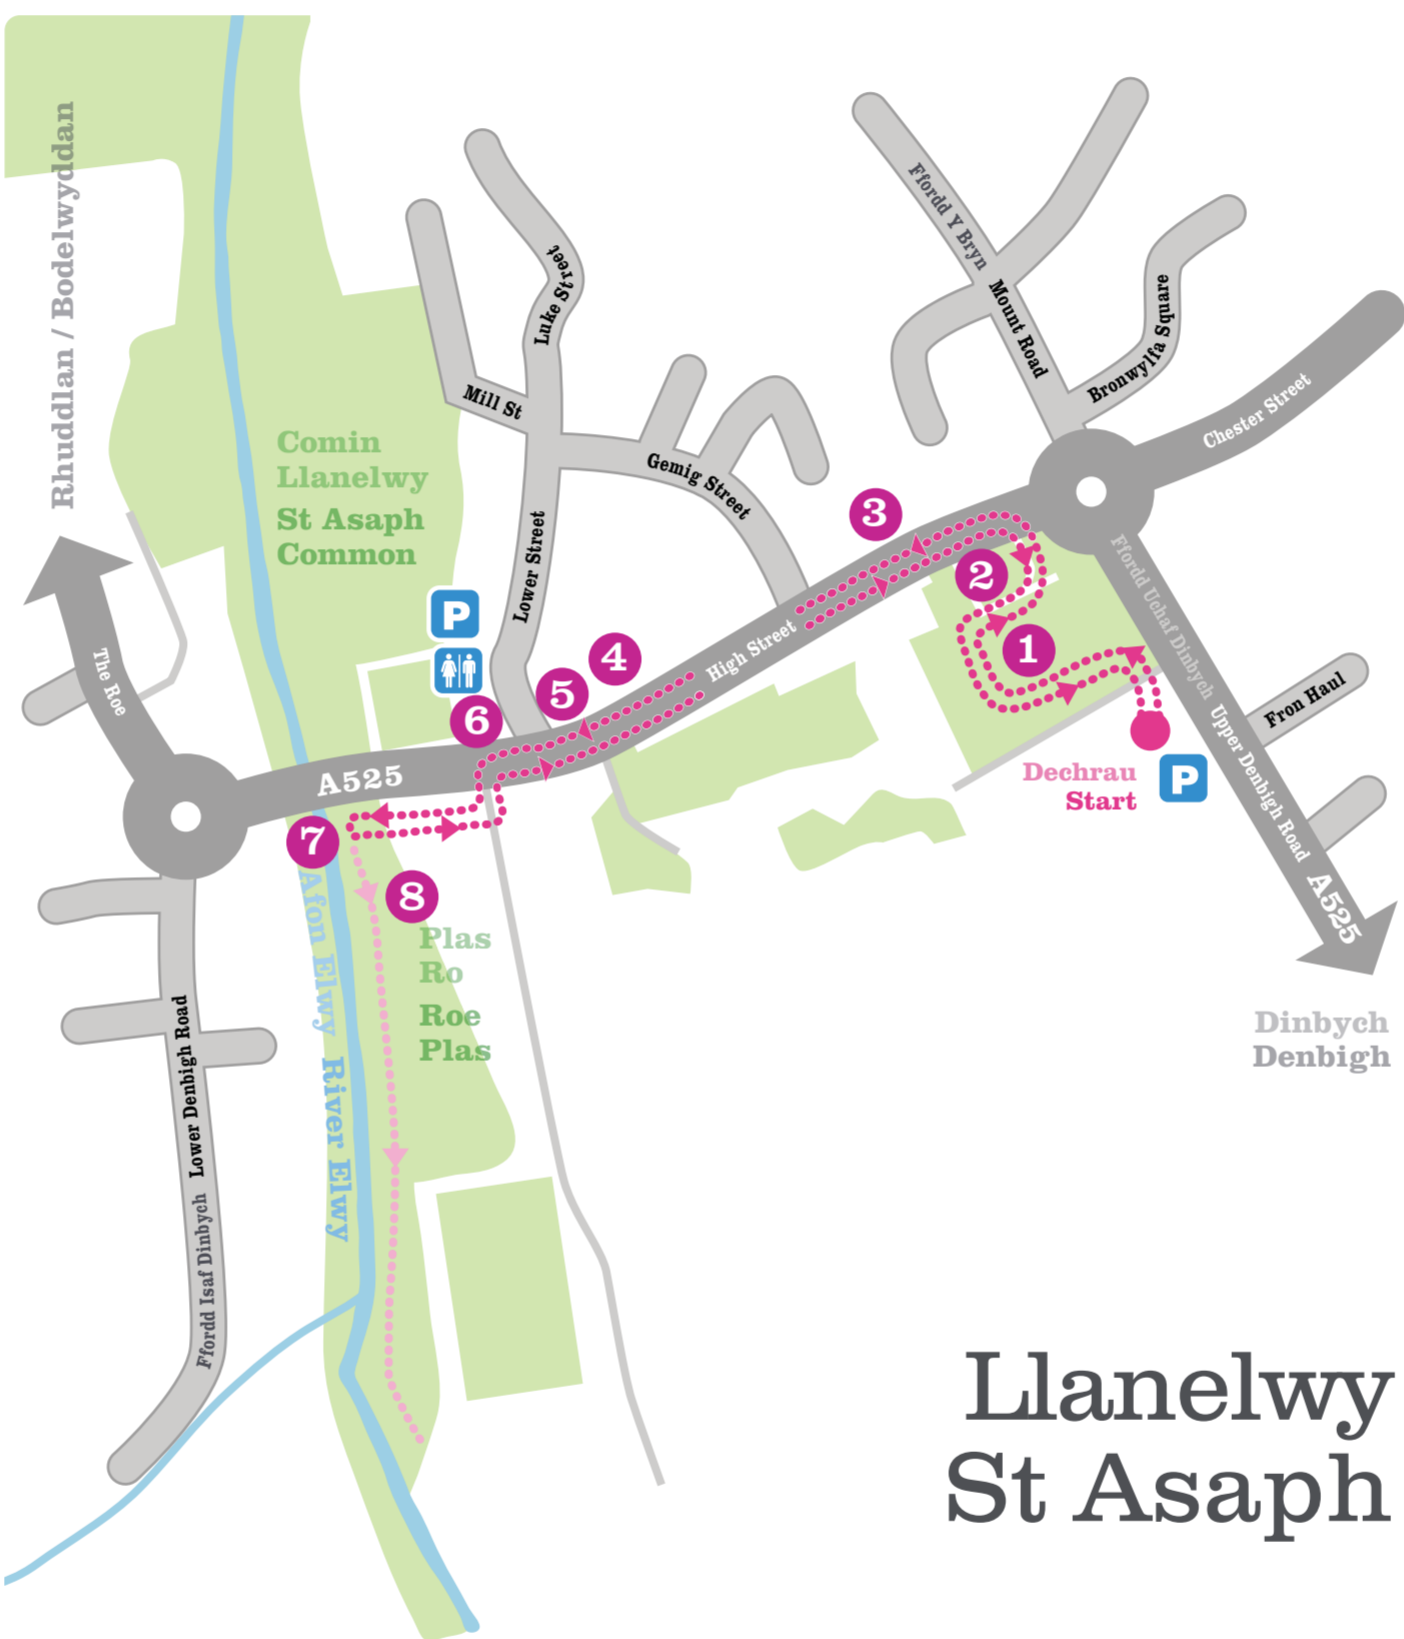 Rhuddlan / Bodelwyddan
Ffordd Y Bryn
Mount Road
Bronwylfa Square
Chester Street
Luke Street
Mill St
Gemig Street
Lower Street
Comin
Llanelwy
St Asaph
Common
P
The Roe
A525
High Street
3
2
1
4
5
6
7
8
Ffordd Uchaf Dinbych Upper Denbigh Road
A525
Fron Haul
Dechrau
Start
P
Plas
Ro
Roe
Plas
Afon Elwy River Elwy
Ffordd Isaf Dinbych Lower Denbigh Road
Dinbych
Denbigh
Llanelwy
St Asaph